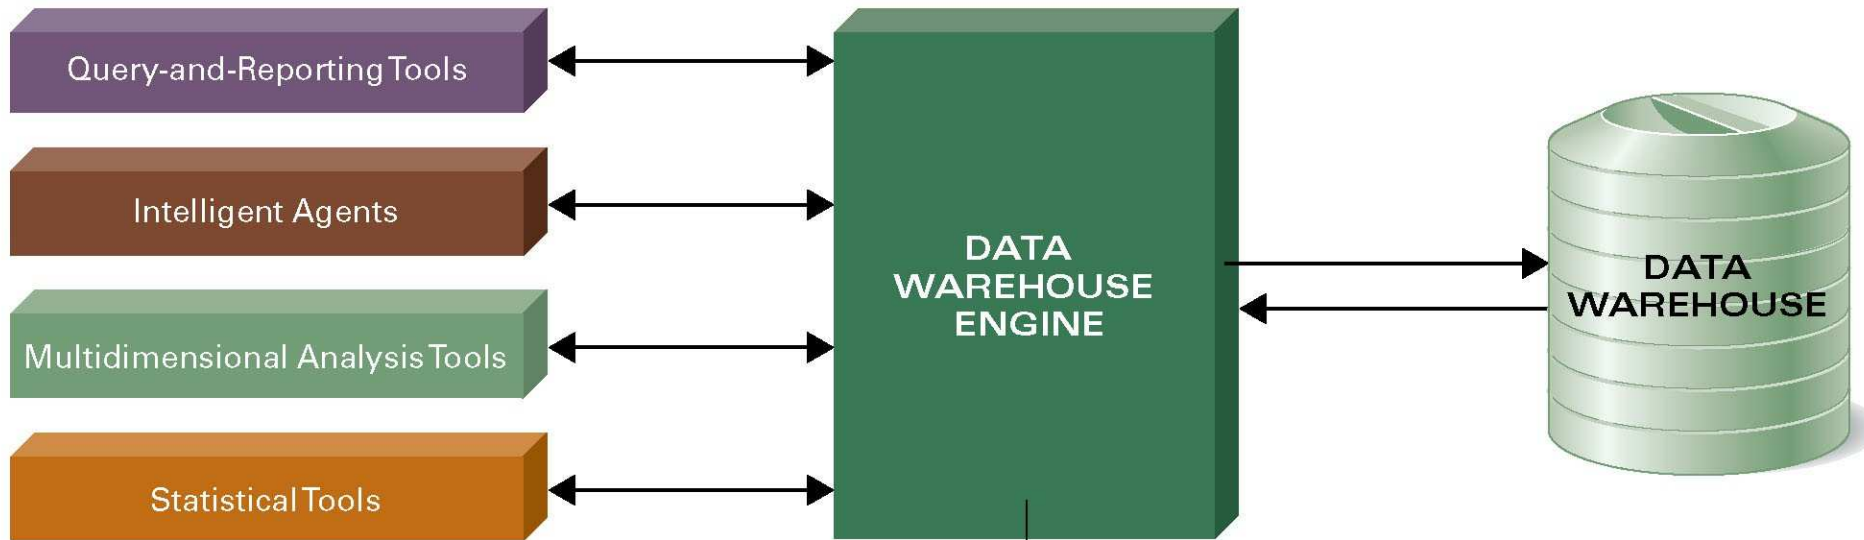 Query-and-Reporting Tools
Intelligent Agents
Multidimensional Analysis Tools
Statistical Tools
DATA
WAREHOUSE
ENGINE
DATA
WAREHOUSE